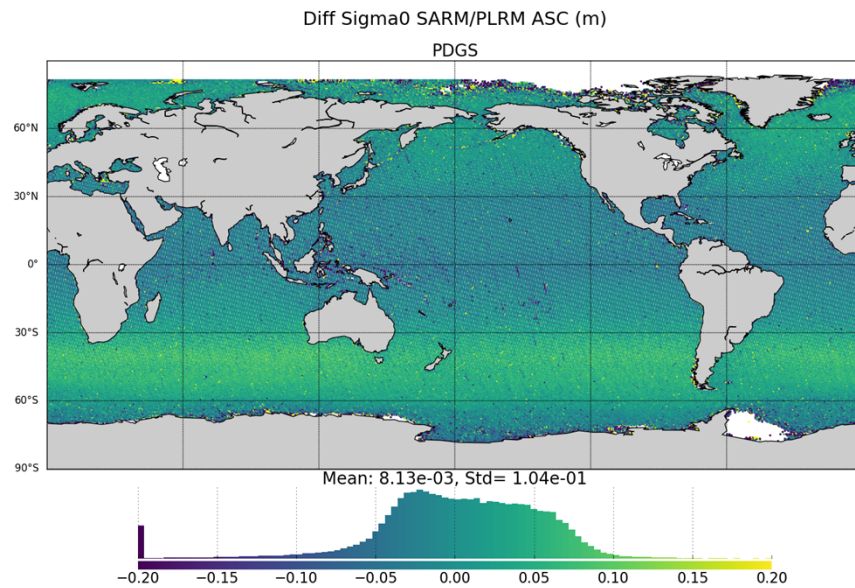 Diff Sigma0 SARM/PLRM ASC (m)
PDGS
60°N
30°N
0°
30°S
60°S
90°S
Mean: 8.13e-03, Std= 1.04e-01
−0.20 −0.15 −0.10 −0.05 0.00 0.05 0.10 0.15 0.20